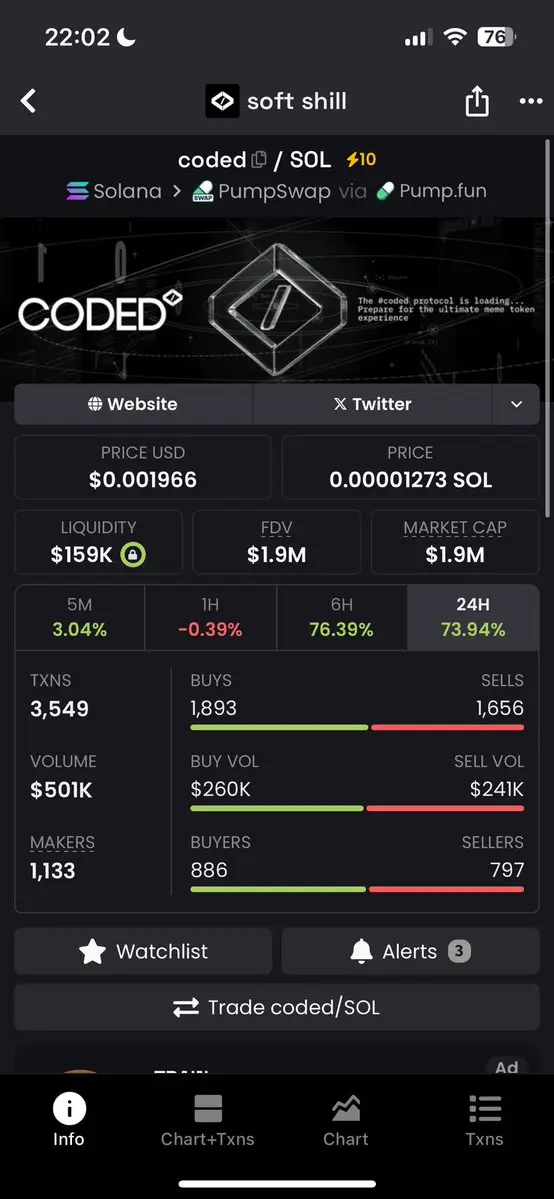 22:02
76
soft shill
coded / SOL ⚡10
Solana > PumpSwap via Pump.fun
SWAP
1 0
CODED
The #coded protocol is loading...
Prepare for the ultimate meme token
experience
Website
X Twitter
PRICE USD
$0.001966
PRICE
0.00001273 SOL
LIQUIDITY
$159K
FDV
$1.9M
MARKET CAP
$1.9M
5M
3.04%
1H
-0.39%
6H
76.39%
24H
73.94%
TXNS
3,549
BUYS
1,893
SELLS
1,656
VOLUME
$501K
BUY VOL
$260K
SELL VOL
$241K
MAKERS
1,133
BUYERS
886
SELLERS
797
Watchlist
Alerts 3
Trade coded/SOL
Ad
Info
Chart+Txns
Chart
Txns